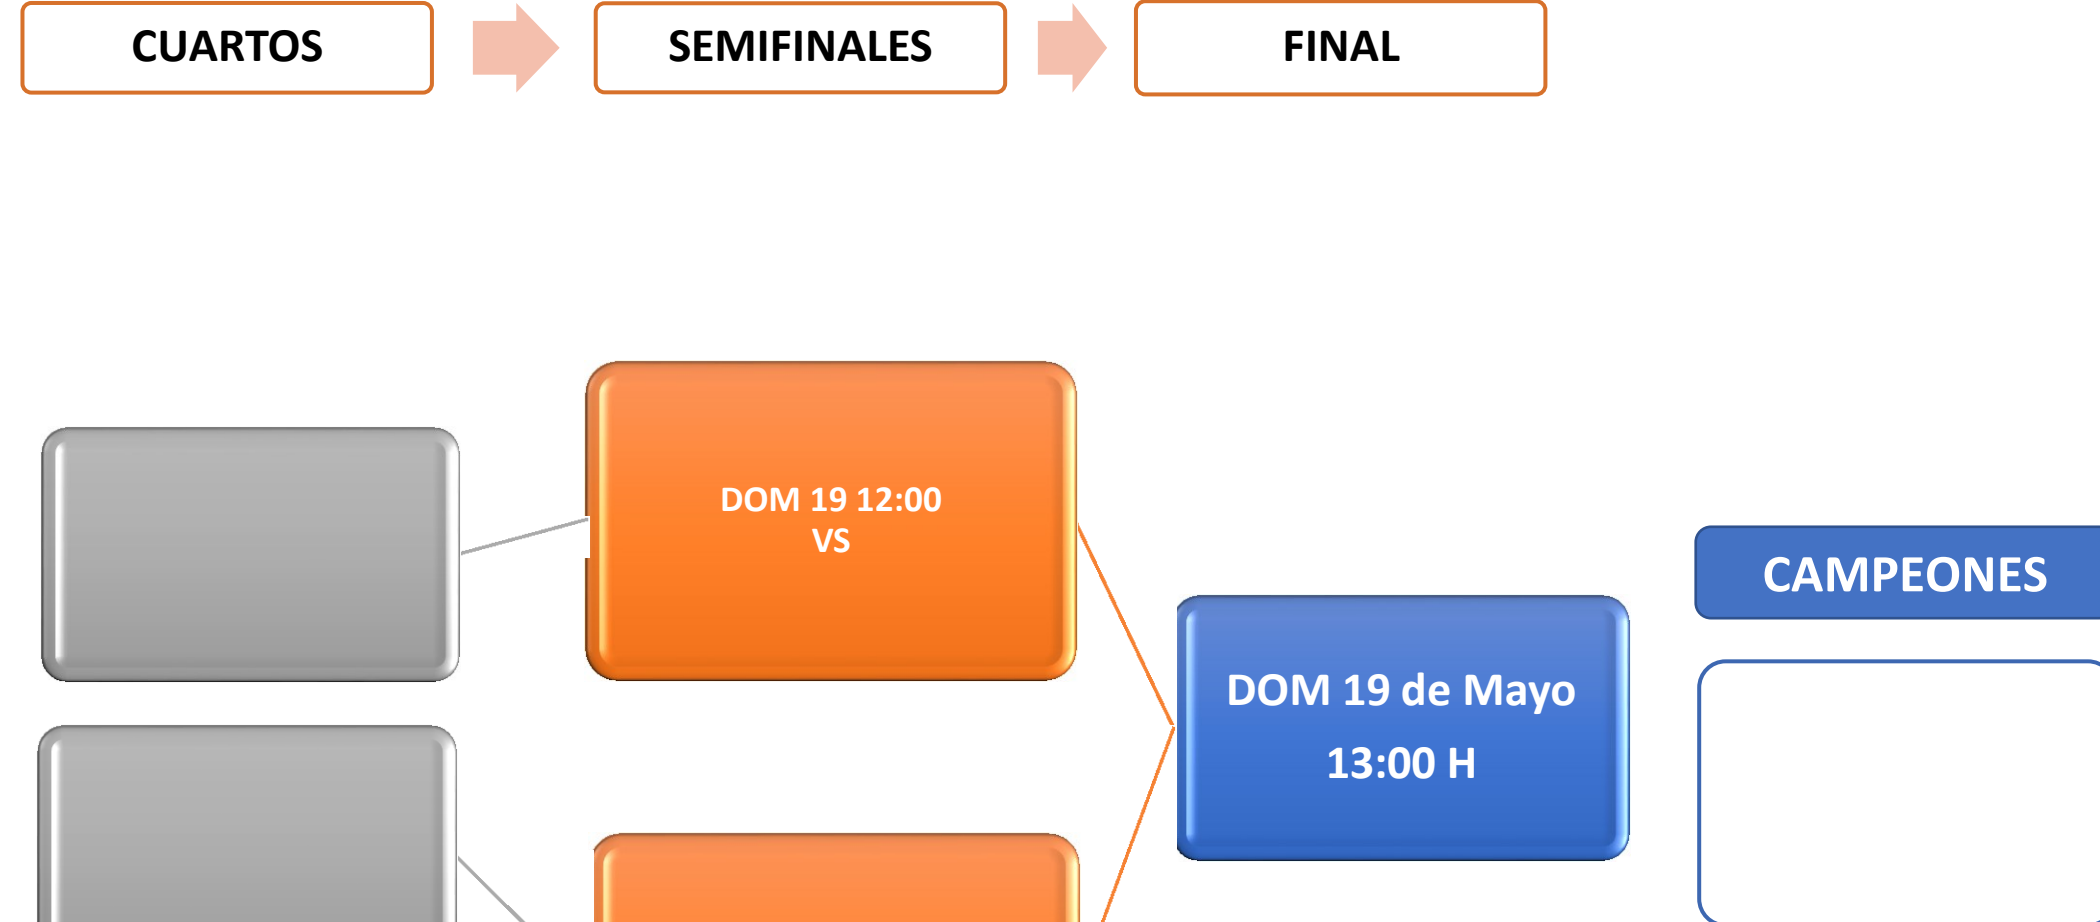 CUARTOS
SEMIFINALES
FINAL
DOM 19 12:00
VS
DOM 19 de Mayo
13:00 H
CAMPEONES